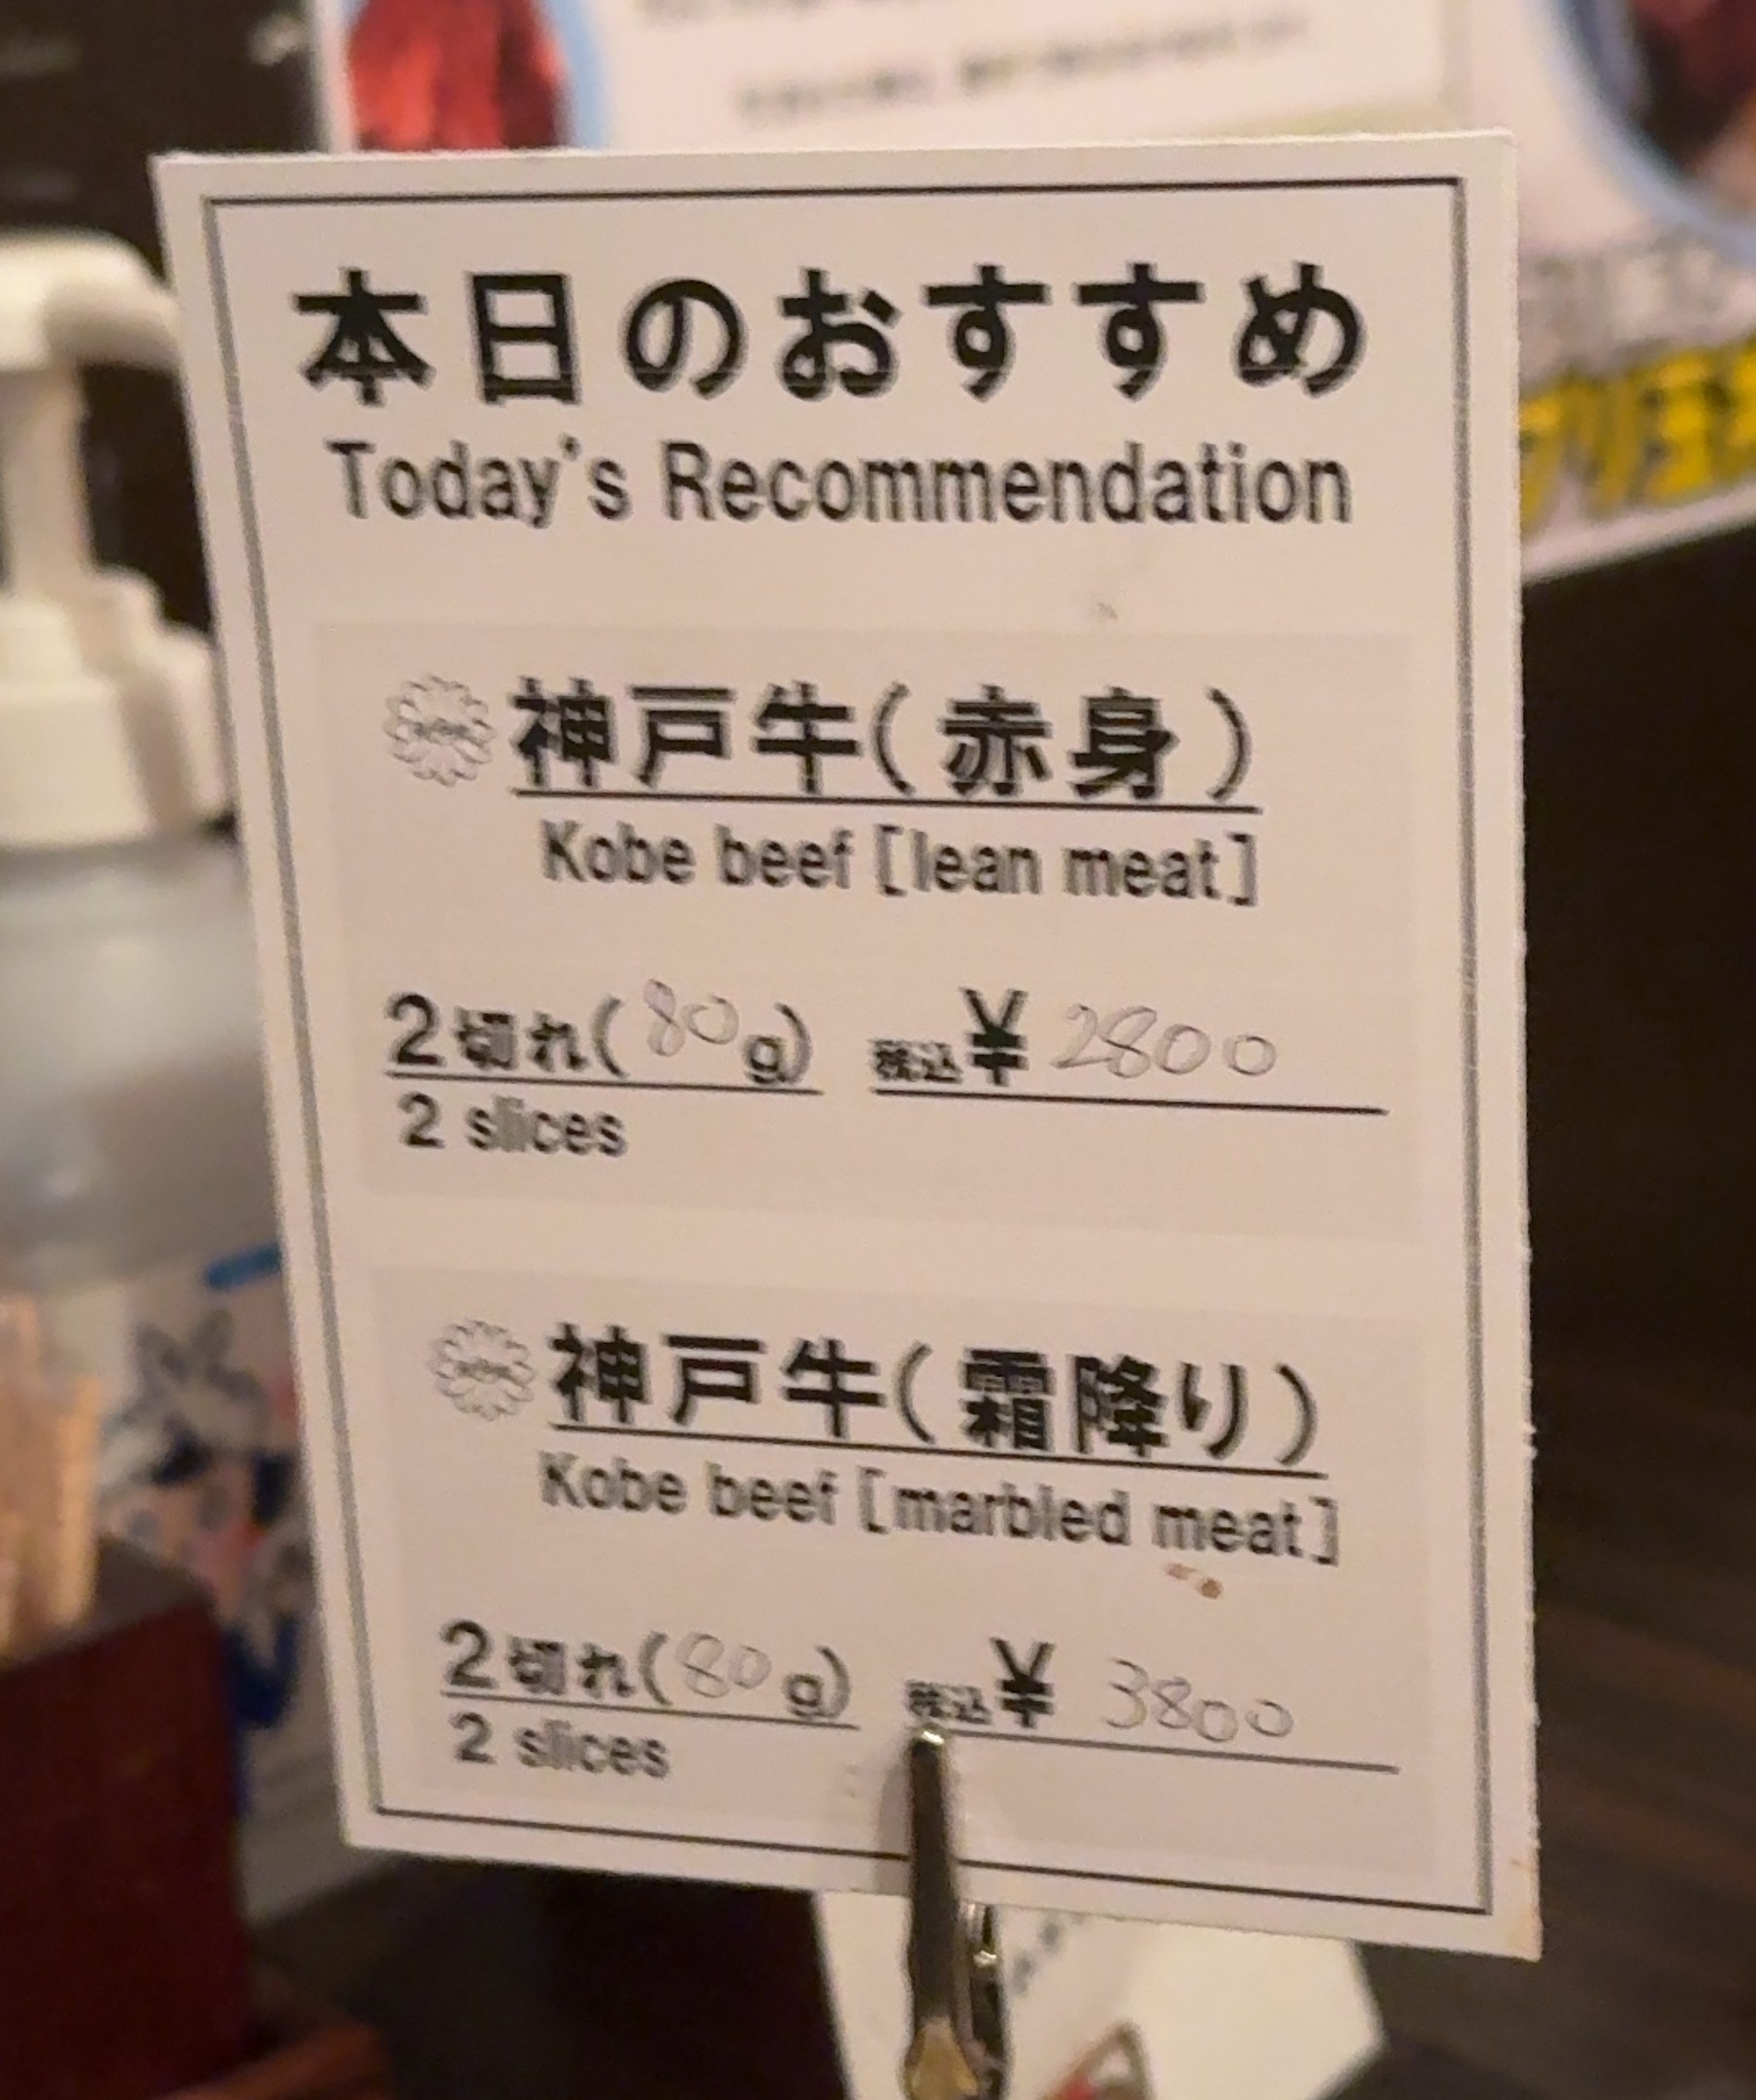 本日のおすすめ
Today's Recommendation
神戸牛(赤身)
Kobe beef [lean meat]
2切れ(80g) 税込¥2800
2 slices
神戸牛(霜降り)
Kobe beef [marbled meat]
2切れ(80g) 税込¥3800
2 slices